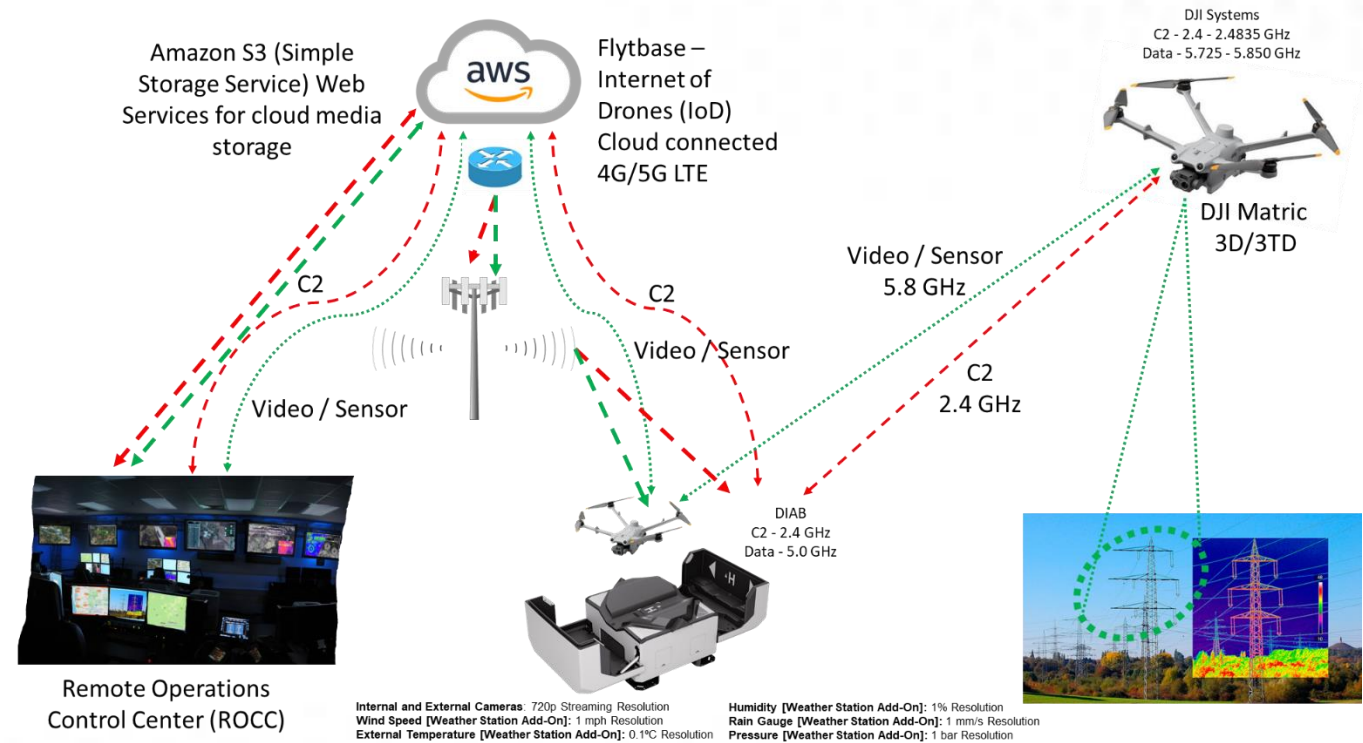 Amazon S3 (Simple
Storage Service) Web
Services for cloud media
storage
aws
Flytbase –
Internet of
Drones (IoD)
Cloud connected
4G/5G LTE
DJI Systems
C2 - 2.4 - 2.4835 GHz
Data - 5.725 - 5.850 GHz
DJI Matric
3D/3TD
Video / Sensor
5.8 GHz
C2
2.4 GHz
C2
Video / Sensor
C2
Video / Sensor
DIAB
C2 - 2.4 GHz
Data - 5.0 GHz
H
Remote Operations
Control Center (ROCC)
Internal and External Cameras: 720p Streaming Resolution
Wind Speed [Weather Station Add-On]: 1 mph Resolution
External Temperature [Weather Station Add-On]: 0.1ºC Resolution
Humidity [Weather Station Add-On]: 1% Resolution
Rain Gauge [Weather Station Add-On]: 1 mm/s Resolution
Pressure [Weather Station Add-On]: 1 bar Resolution